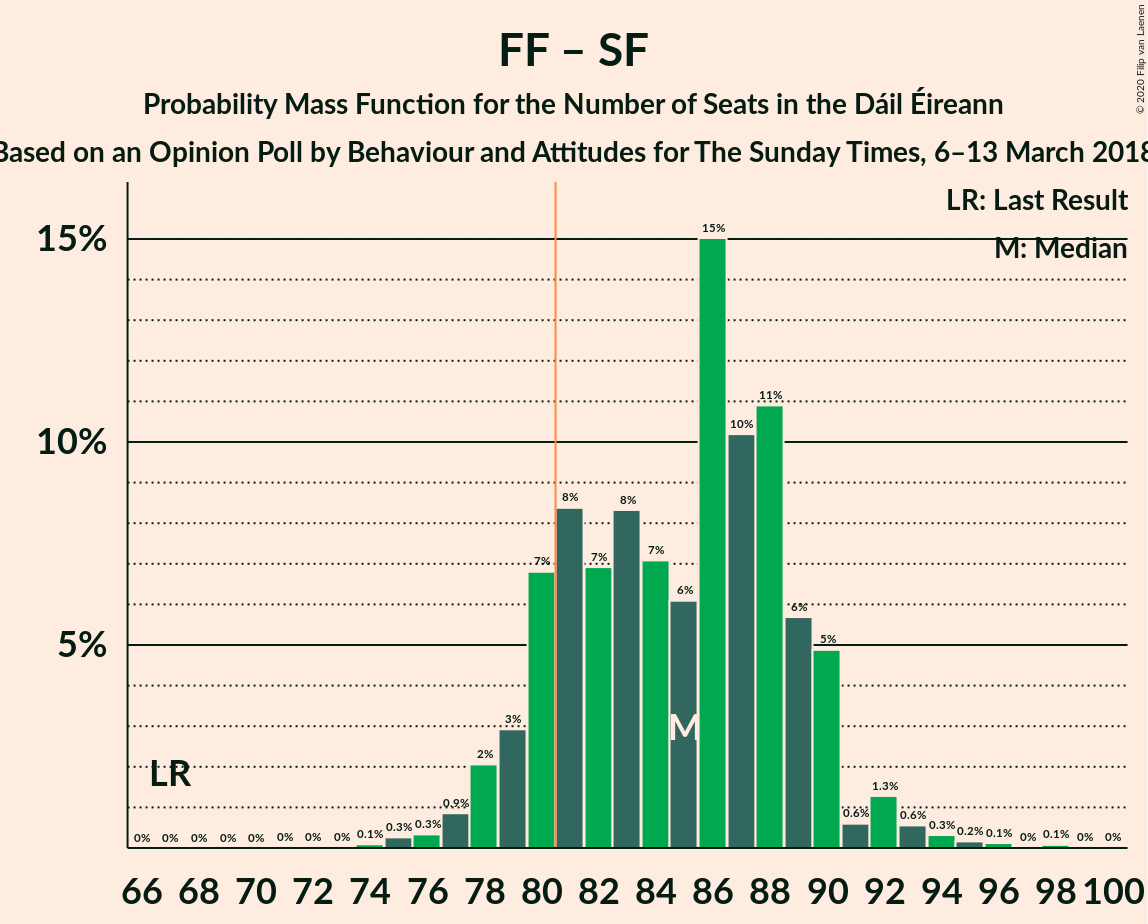 FF – SF
Probability Mass Function for the Number of Seats in the Dáil Éireann
Based on an Opinion Poll by Behaviour and Attitudes for The Sunday Times, 6–13 March 2018
© 2020 Filip van Laenen
LR: Last Result
M: Median
15%
10%
5%
15%
11%
10%
8% 8%
7% 7% 7%
6% 6%
5%
M
3%
2%
LR
1.3%
0.9% 0.6% 0.6%
0% 0% 0% 0% 0% 0% 0% 0% 0.1% 0.3% 0.3% 0.3% 0.2% 0.1% 0% 0.1% 0% 0%
66 68 70 72 74 76 78 80 82 84 86 88 90 92 94 96 98 100